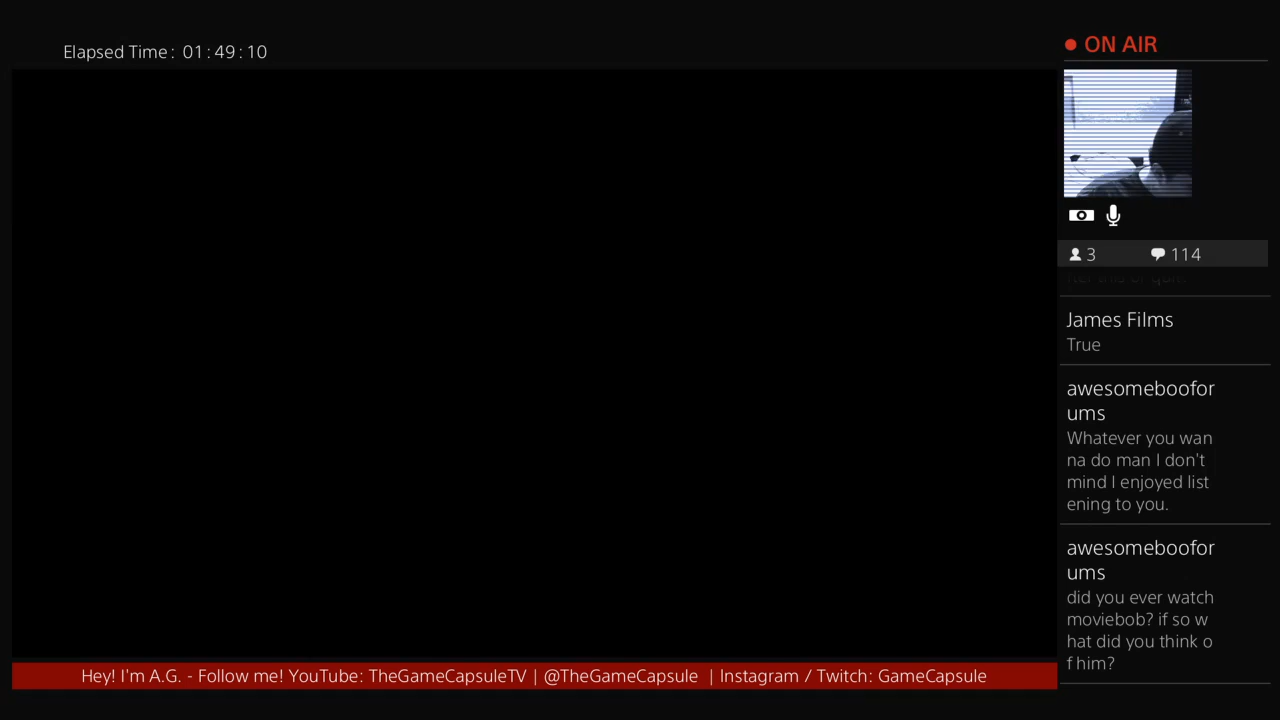 Elapsed Time: 01:49:10
ON AIR
3 114
James Films
True
awesomeboofor
ums
Whatever you wan
na do man I don't
mind I enjoyed list
ening to you.
awesomeboofor
ums
did you ever watch
moviebob? if so w
hat did you think o
f him?
Hey! I'm A.G. - Follow me! YouTube: TheGameCapsuleTV | @TheGameCapsule | Instagram / Twitch: GameCapsule